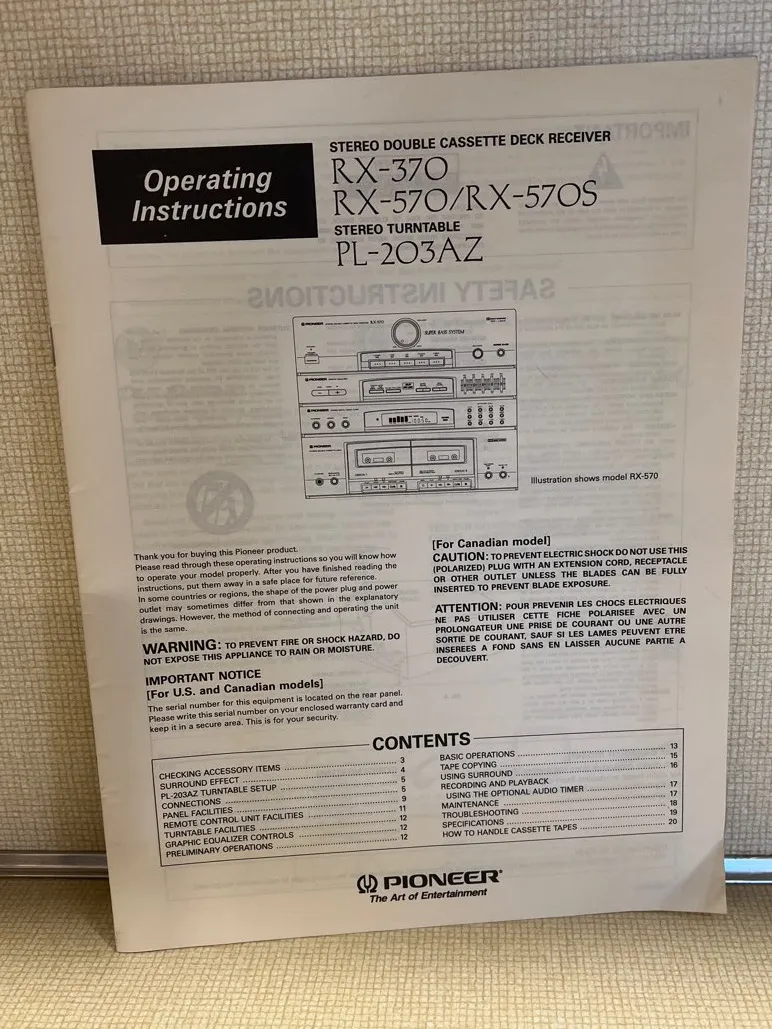 Operating
Instructions
STEREO DOUBLE CASSETTE DECK RECEIVER
RX-370
RX-570/RX-570S
STEREO TURNTABLE
PL-203AZ
SAFETY INSTRUCTIONS
PIONEER
RX-570
SUPER BASS SYSTEM
PIONEER
PIONEER
PIONEER
Illustration shows model RX-570
Thank you for buying this Pioneer product.
Please read through these operating instructions so you will know how
to operate your model properly. After you have finished reading the
instructions, put them away in a safe place for future reference.
In some countries or regions, the shape of the power plug and power
outlet may sometimes differ from that shown in the explanatory
drawings. However, the method of connecting and operating the unit
is the same.
WARNING: TO PREVENT FIRE OR SHOCK HAZARD, DO
NOT EXPOSE THIS APPLIANCE TO RAIN OR MOISTURE.
IMPORTANT NOTICE
[For U.S. and Canadian models]
The serial number for this equipment is located on the rear panel.
Please write this serial number on your enclosed warranty card and
keep it in a secure area. This is for your security.
[For Canadian model]
CAUTION: TO PREVENT ELECTRIC SHOCK DO NOT USE THIS
(POLARIZED) PLUG WITH AN EXTENSION CORD, RECEPTACLE
OR OTHER OUTLET UNLESS THE BLADES CAN BE FULLY
INSERTED TO PREVENT BLADE EXPOSURE.
ATTENTION: POUR PREVENIR LES CHOCS ELECTRIQUES
NE PAS UTILISER CETTE FICHE POLARISEE AVEC UN
PROLONGATEUR UNE PRISE DE COURANT OU UNE AUTRE
SORTIE DE COURANT, SAUF SI LES LAMES PEUVENT ETRE
INSEREES A FOND SANS EN LAISSER AUCUNE PARTIE A
DECOUVERT.
CONTENTS
CHECKING ACCESSORY ITEMS 3
SURROUND EFFECT 4
PL-203AZ TURNTABLE SETUP 5
CONNECTIONS 5
PANEL FACILITIES 9
REMOTE CONTROL UNIT FACILITIES 11
TURNTABLE FACILITIES 12
GRAPHIC EQUALIZER CONTROLS 12
PRELIMINARY OPERATIONS 12
BASIC OPERATIONS 13
TAPE COPYING 15
USING SURROUND 16
RECORDING AND PLAYBACK
USING THE OPTIONAL AUDIO TIMER 17
MAINTENANCE 17
TROUBLESHOOTING 18
SPECIFICATIONS 19
HOW TO HANDLE CASSETTE TAPES 20
PIONEER®
The Art of Entertainment